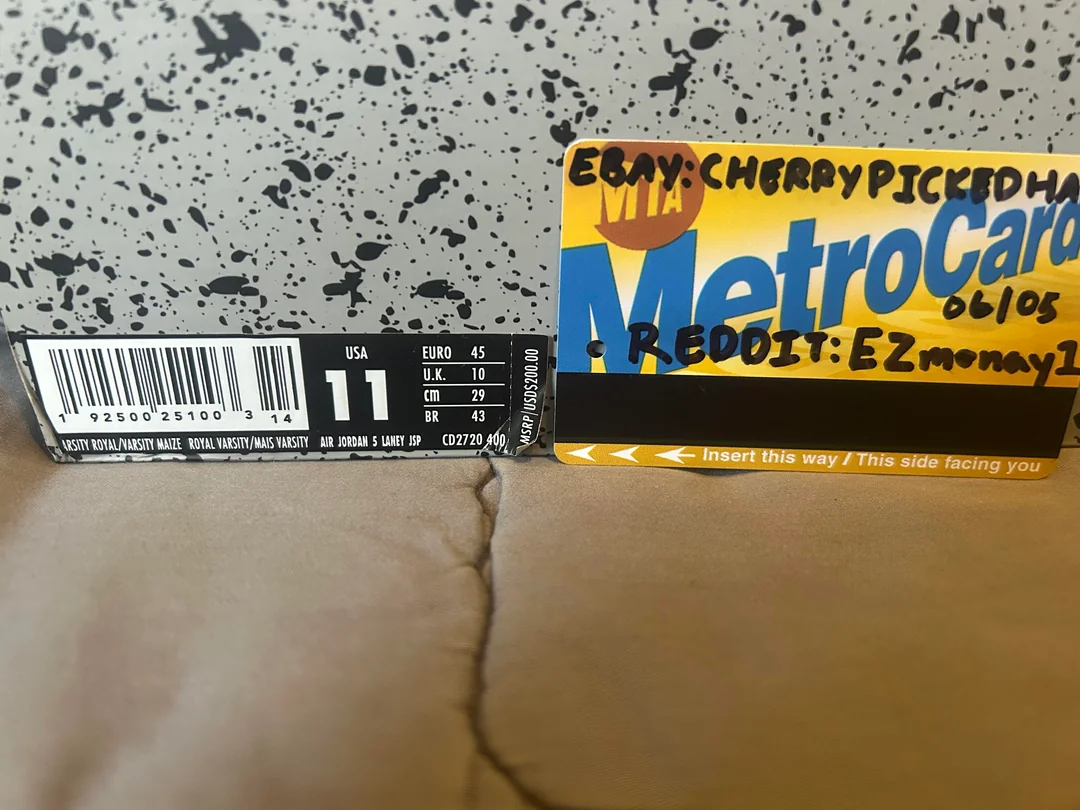 1 92500 25100 3 14
USA
11
EURO 45
U.K. 10
cm 29
BR 43
MSRP|USD$200.00
ARSITY ROYAL/VARSITY MAIZE ROYAL VARSITY/MAIS VARSITY AIR JORDAN 5 LANEY JSP CD2720 400
EBAY: CHERRYPICKEDHA
MTA
MetroCard
06/05
REDDIT: EZmonay1
Insert this way / This side facing you